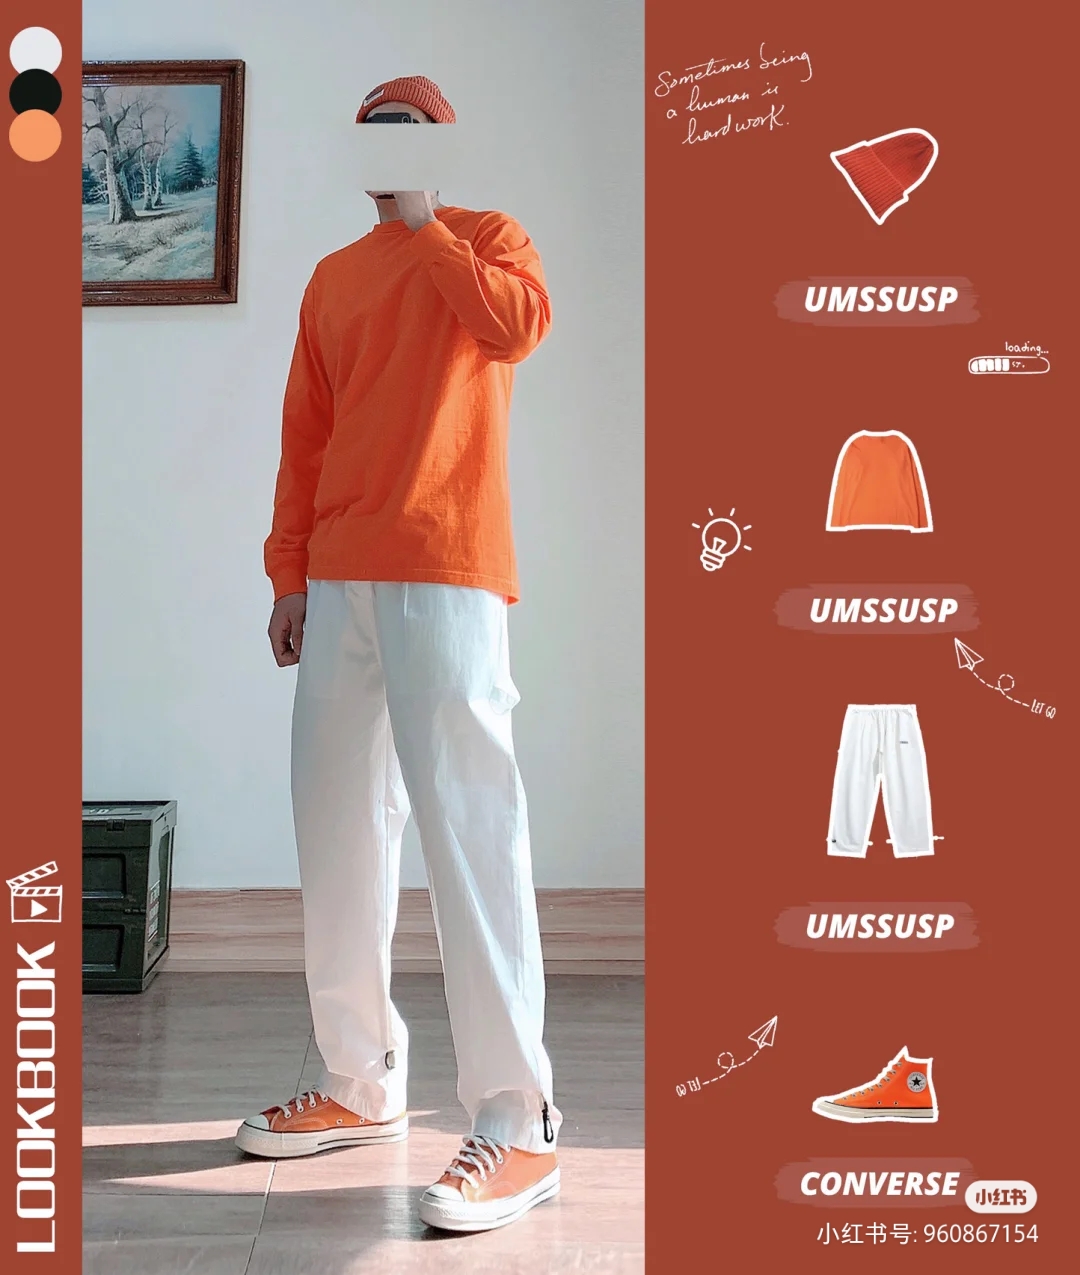 Sometimes being
a human is
hard work.
UMSSUSP
loading...
UMSSUSP
LET GO
UMSSUSP
LET GO
CONVERSE
小红书
小红书号: 960867154
LOOKBOOK